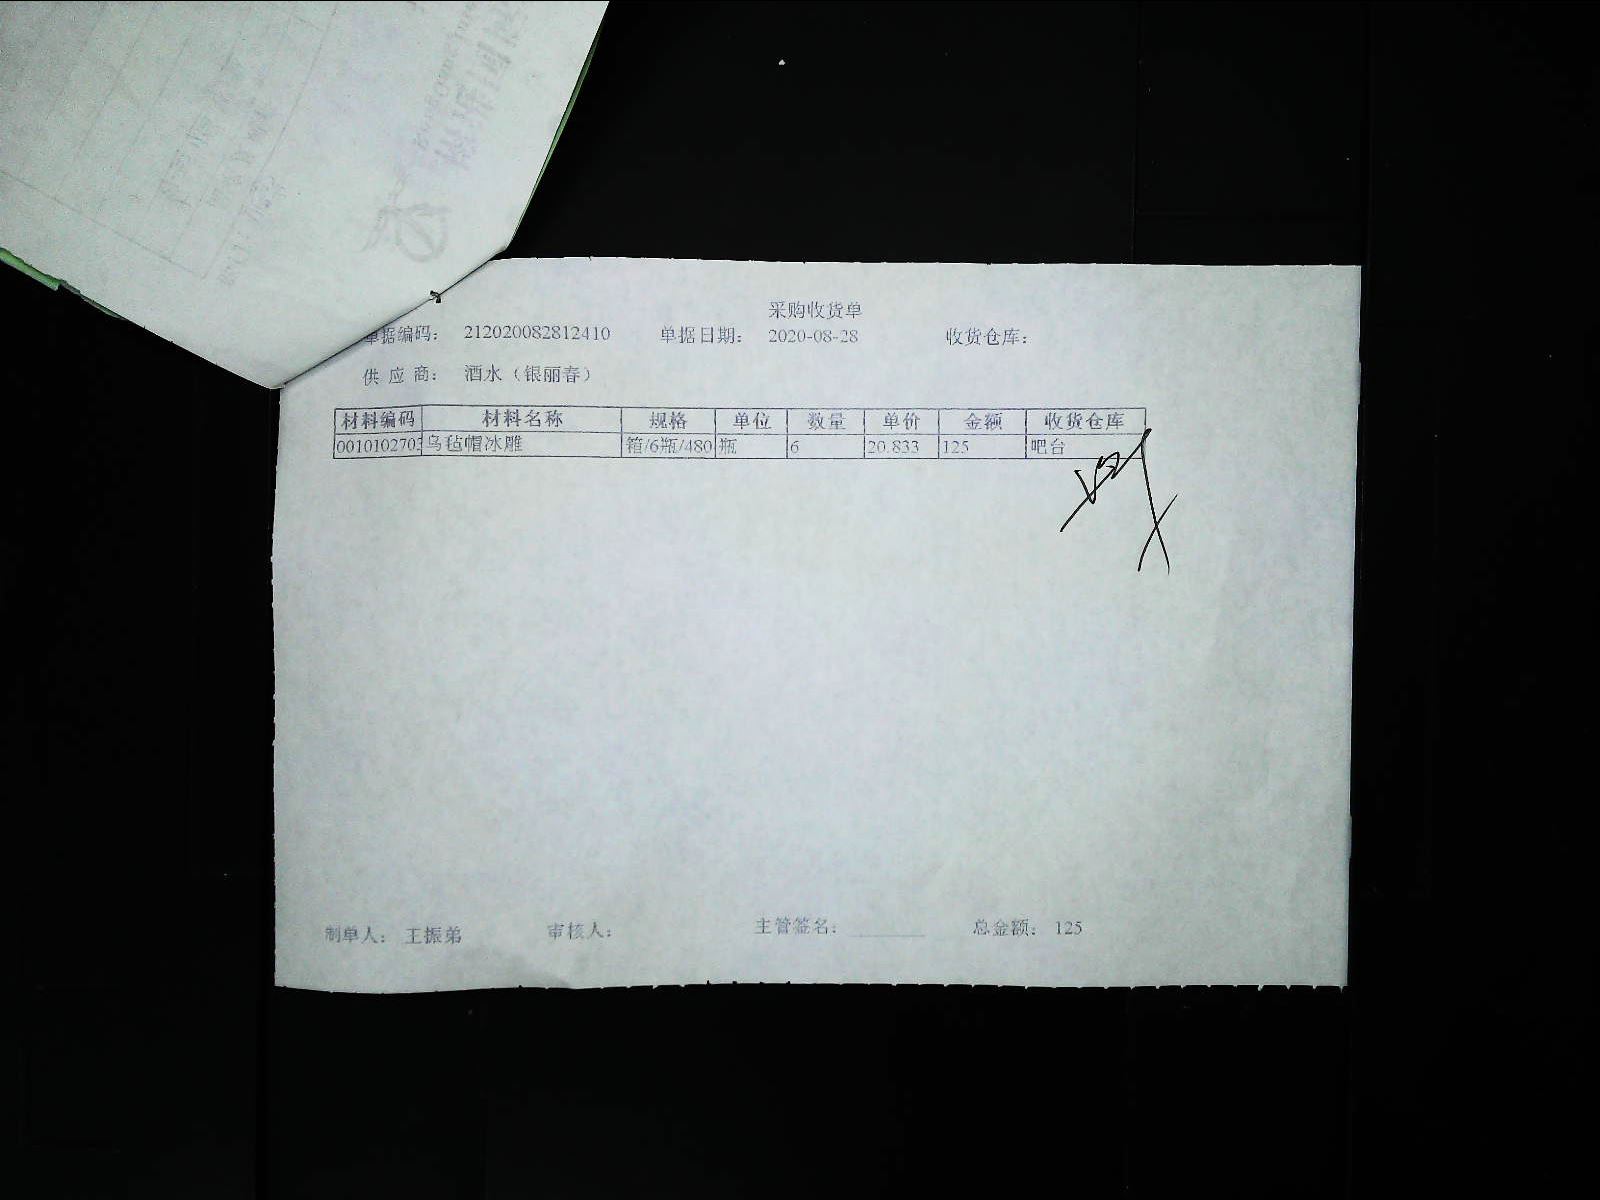 采购收货单
单据编码： 212020082812410 单据日期： 2020-08-28 收货仓库：
供应商： 酒水（银丽春）
材料编码 材料名称 规格 单位 数量 单价 金额 收货仓库
0010102703 乌毡帽冰雕 箱/6瓶/480 瓶 6 20.833 125 吧台
制单人： 王振弟 审核人： 主管签名： 总金额： 125